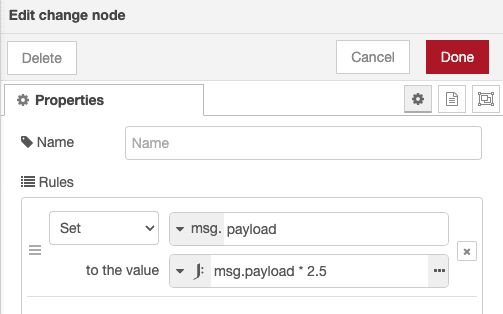 Edit change node
Delete
Cancel
Done
Properties
Name
Name
Rules
Set
msg. payload
to the value
J: msg.payload * 2.5